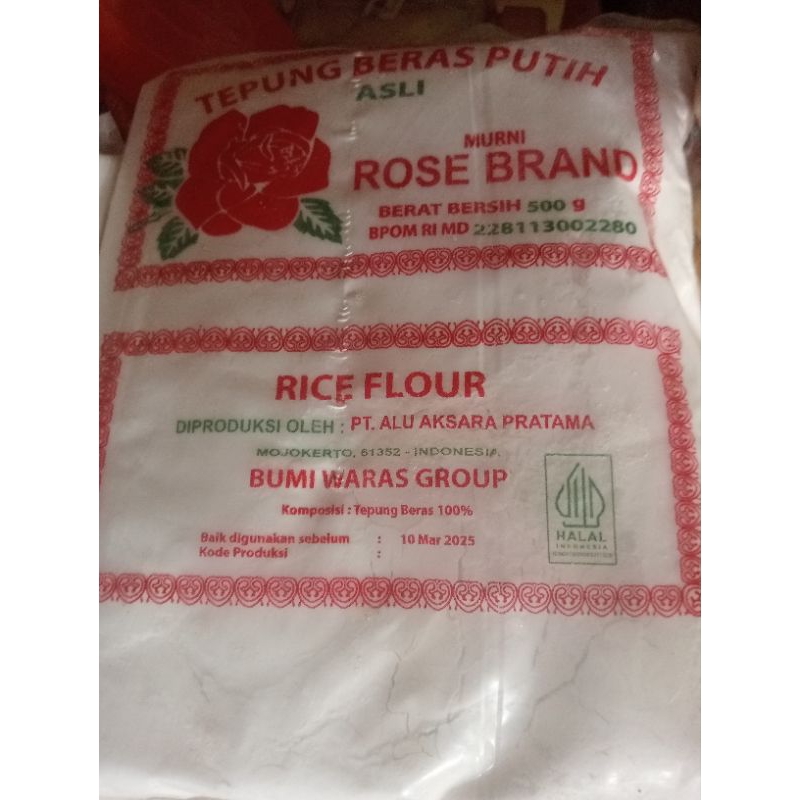 TEPUNG BERAS PUTIH
ASLI
MURNI
ROSE BRAND
BERAT BERSIH 500 g
BPOM RI MD 228113002280
RICE FLOUR
DIPRODUKSI OLEH : PT. ALU AKSARA PRATAMA
MOJOKERTO, 61352 - INDONESIA.
BUMI WARAS GROUP
Komposisi : Tepung Beras 100%
Baik digunakan sebelum : 10 Mar 2025
Kode Produksi :
HALAL
INDONESIA